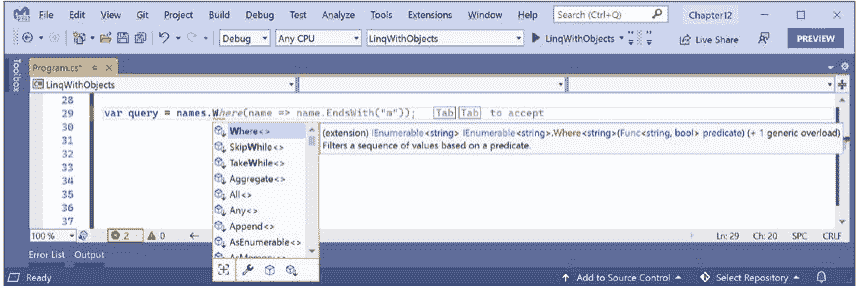 File Edit View Git Project Build Debug Test Analyze Tools Extensions Window Help Search (Ctrl+Q) Chapter12
Debug Any CPU LinqWithObjects LinqWithObjects Live Share PREVIEW
Toolbox
Program.cs*
LinqWithObjects
28
29 var query = names.Where(name => name.EndsWith("m")); Tab Tab to accept
30
31
32
33
34
35
36
37
Where<>
SkipWhile<>
TakeWhile<>
Aggregate<>
All<>
Any<>
Append<>
AsEnumerable<>
AsMemory<>
(extension) IEnumerable<string> IEnumerable<string>.Where<string>(Func<string, bool> predicate) (+ 1 generic overload)
Filters a sequence of values based on a predicate.
100 % 2 0 Ln: 29 Ch: 20 SPC CRLF
Error List Output
Ready Add to Source Control Select Repository